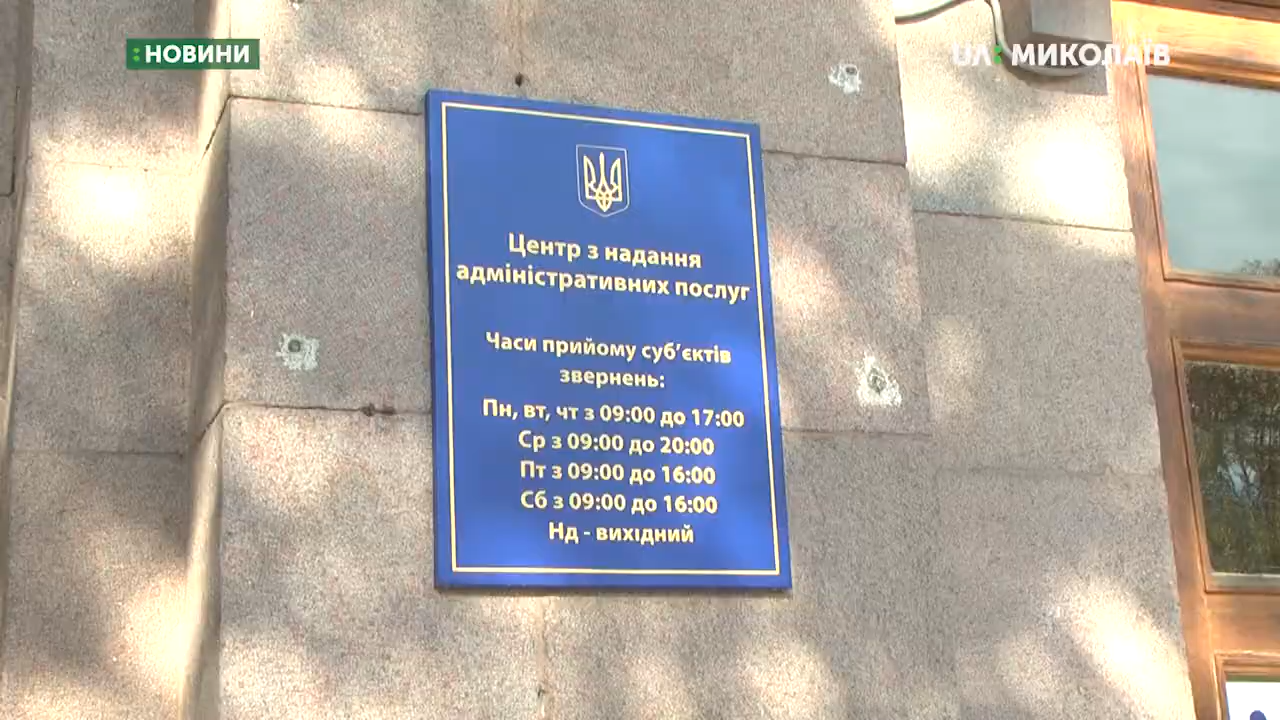 :НОВИНИ
UA: МИКОЛАЇВ
Центр з надання
адміністративних послуг
Часи прийому суб’єктів
звернень:
Пн, вт, чт з 09:00 до 17:00
Ср з 09:00 до 20:00
Пт з 09:00 до 16:00
Сб з 09:00 до 16:00
Нд - вихідний